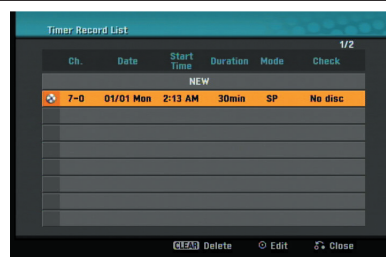 Timer Record List
1/2
Ch. Date Start Time Duration Mode Check
NEW
7-0 01/01 Mon 2:13 AM 30min SP No disc
CLEAR Delete Edit Close